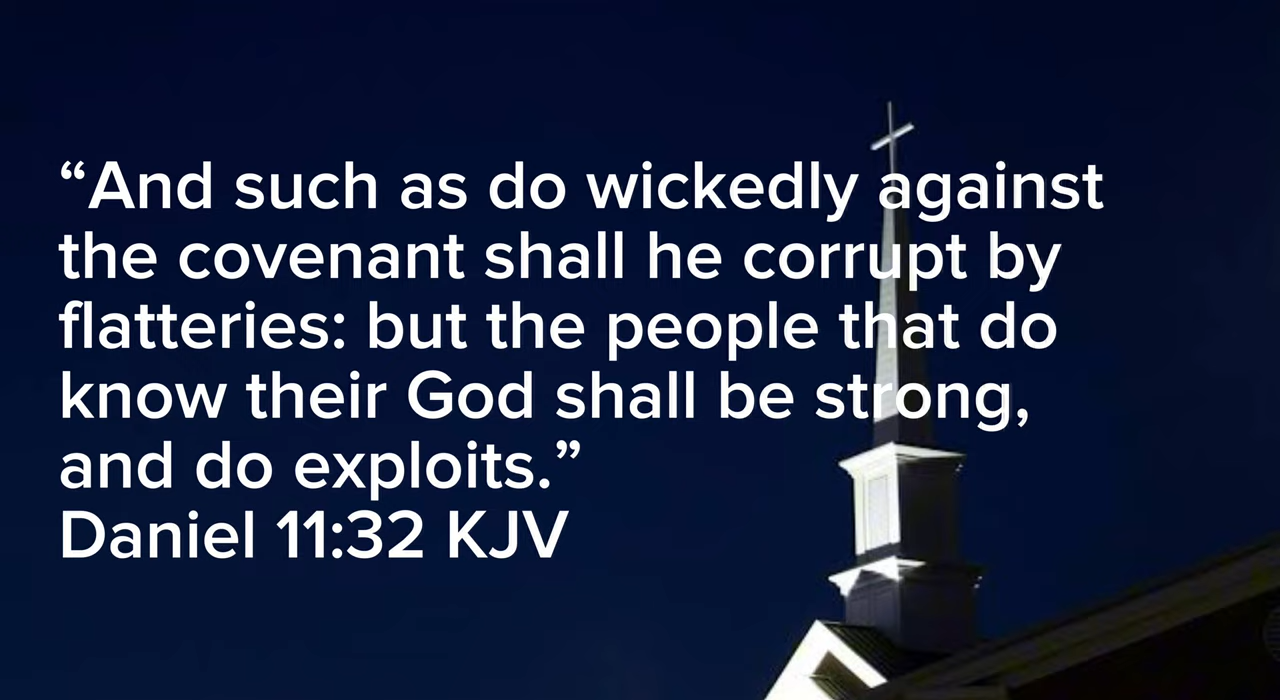 “And such as do wickedly against
the covenant shall he corrupt by
flatteries: but the people that do
know their God shall be strong,
and do exploits.”
Daniel 11:32 KJV